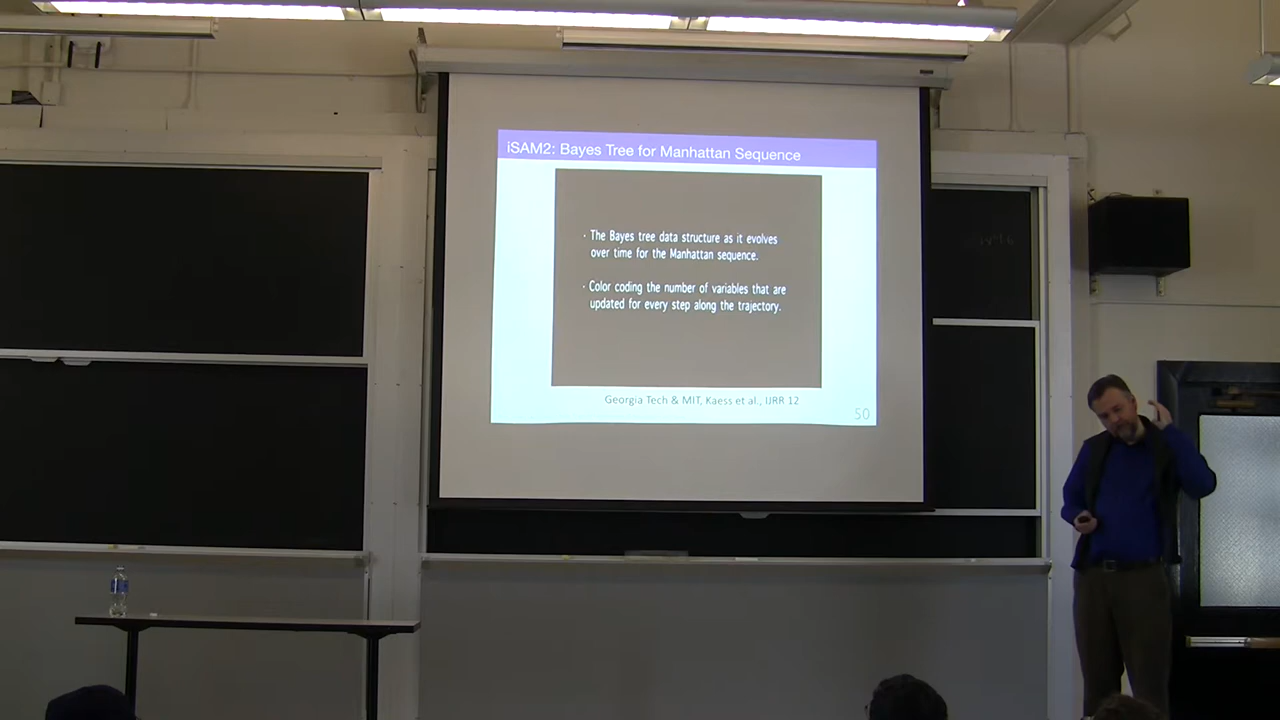 iSAM2: Bayes Tree for Manhattan Sequence
· The Bayes tree data structure as it evolves
over time for the Manhattan sequence.
· Color coding the number of variables that are
updated for every step along the trajectory.
Georgia Tech & MIT, Kaess et al., IJRR 12
50